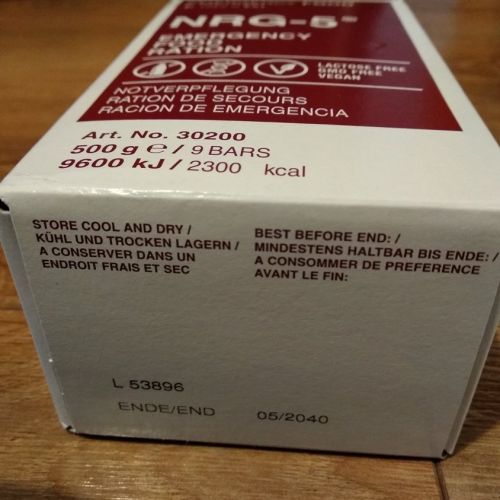 NRG-5®
EMERGENCY
FOOD
RATION
LACTOSE FREE
GMO FREE
VEGAN
NOTVERPFLEGUNG
RATION DE SECOURS
RACION DE EMERGENCIA
Art. No. 30200
500 g ℮ / 9 BARS
9600 kJ / 2300 kcal
STORE COOL AND DRY /
KÜHL UND TROCKEN LAGERN /
A CONSERVER DANS UN
ENDROIT FRAIS ET SEC
BEST BEFORE END: /
MINDESTENS HALTBAR BIS ENDE: /
A CONSOMMER DE PREFERENCE
AVANT LE FIN:
L 53896
ENDE/END 05/2040